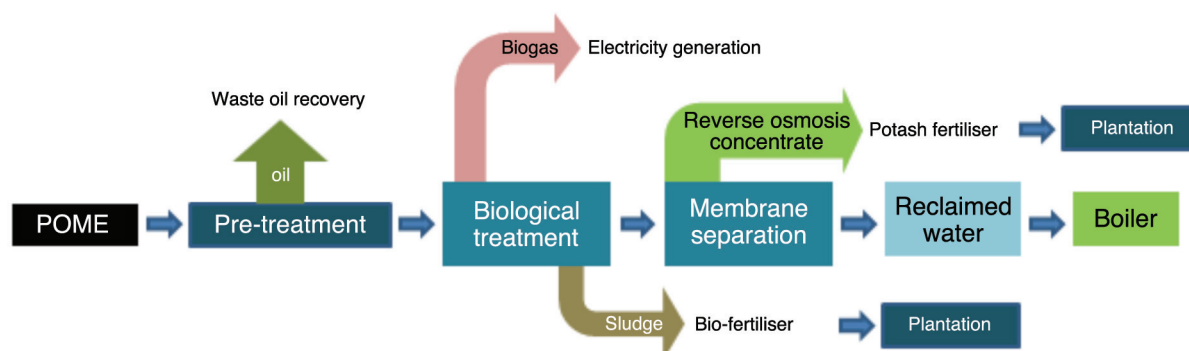 Biogas
Electricity generation
Waste oil recovery
oil
Reverse osmosis
concentrate
Potash fertiliser
Plantation
POME
Pre-treatment
Biological
treatment
Membrane
separation
Reclaimed
water
Boiler
Sludge
Bio-fertiliser
Plantation